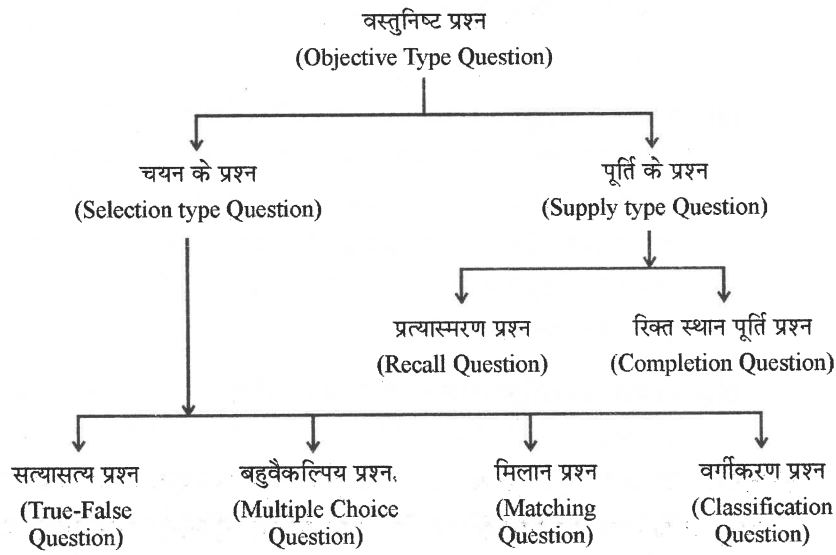 वस्तुनिष्ट प्रश्न
(Objective Type Question)
चयन के प्रश्न
(Selection type Question)
पूर्ति के प्रश्न
(Supply type Question)
प्रत्यास्मरण प्रश्न
(Recall Question)
रिक्त स्थान पूर्ति प्रश्न
(Completion Question)
सत्यासत्य प्रश्न
(True-False
Question)
बहुवैकल्पिय प्रश्न
(Multiple Choice
Question)
मिलान प्रश्न
(Matching
Question)
वर्गीकरण प्रश्न
(Classification
Question)